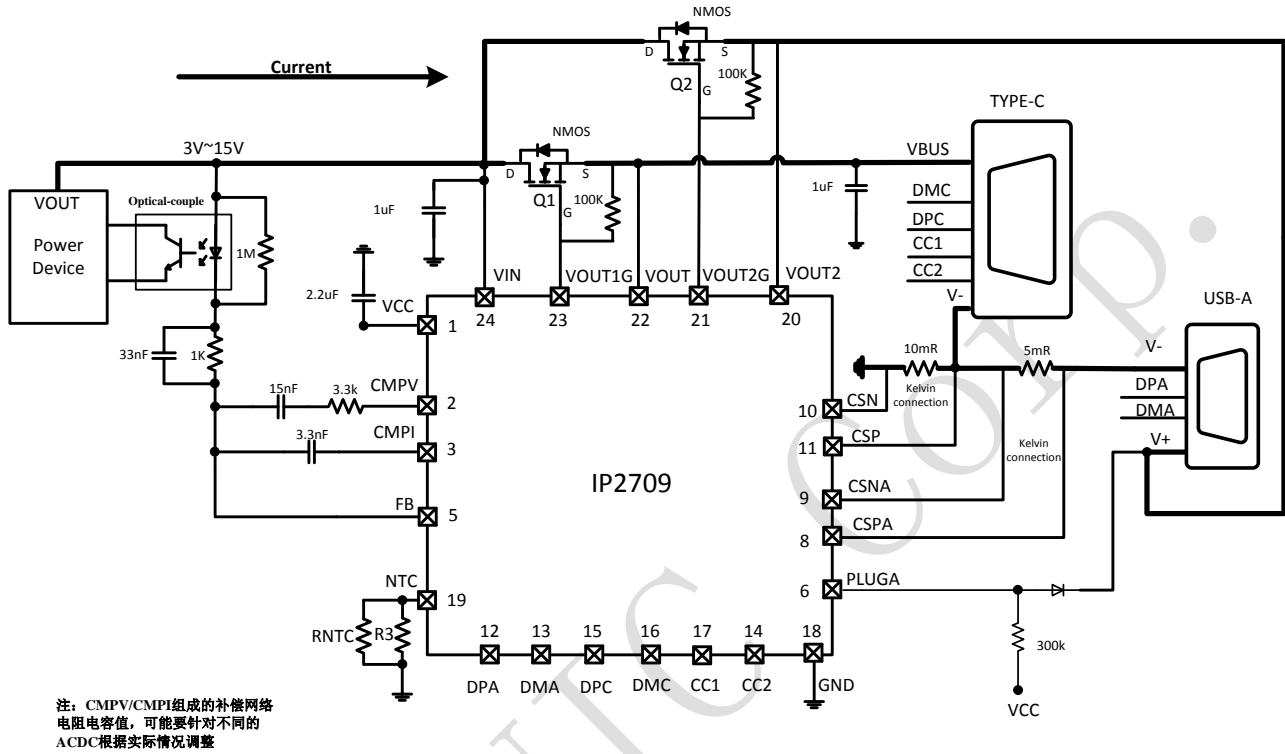 NMOS
D
S
Q2
G
100K
Current
TYPE-C
NMOS
3V~15V
VBUS
D
S
Q1
G
100K
1uF
1uF
DMC
DPC
CC1
CC2
V-
VOUT
Power
Device
Optical-couple
1M
2.2uF
VCC
VIN
VOUT1G
VOUT
VOUT2G
VOUT2
USB-A
1
24
23
22
21
20
33nF
1K
15nF
3.3k
CMPV
2
3.3nF
CMPI
3
FB
5
IP2709
10mR
5mR
V-
Kelvin
connection
DPA
DMA
V+
10
CSN
11
CSP
Kelvin
connection
9
CSNA
8
CSPA
6
PLUGA
300k
VCC
NTC
19
RNTC
R3
12
13
15
16
17
14
18
DPA
DMA
DPC
DMC
CC1
CC2
GND
注：CMPV/CMPI组成的补偿网络
电阻电容值，可能要针对不同的
ACDC根据实际情况调整
Corp.